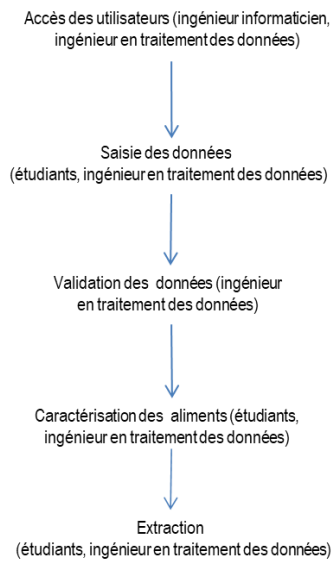 Accès des utilisateurs (ingénieur informaticien,
ingénieur en traitement des données)
Saisie des données
(étudiants, ingénieur en traitement des données)
Validation des données (ingénieur
en traitement des données)
Caractérisation des aliments (étudiants,
ingénieur en traitement des données)
Extraction
(étudiants, ingénieur en traitement des données)